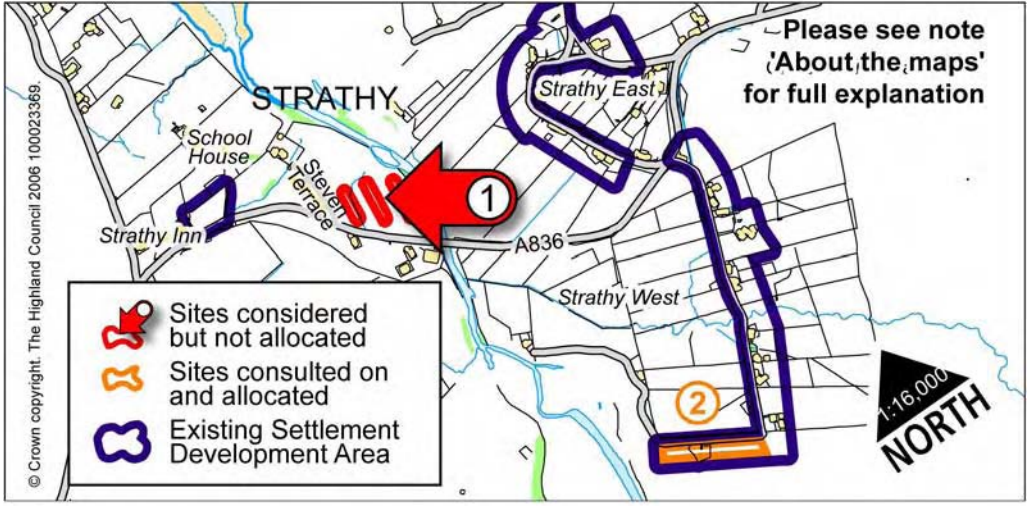 Please see note
'About the maps'
for full explanation
© Crown copyright. The Highland Council 2006 100023369.
STRATHY
Strathy East
School
House
Steven
Terrace
1
Strathy Inn
A836
Strathy West
2
Sites considered
but not allocated
Sites consulted on
and allocated
Existing Settlement
Development Area
1:16,000
NORTH